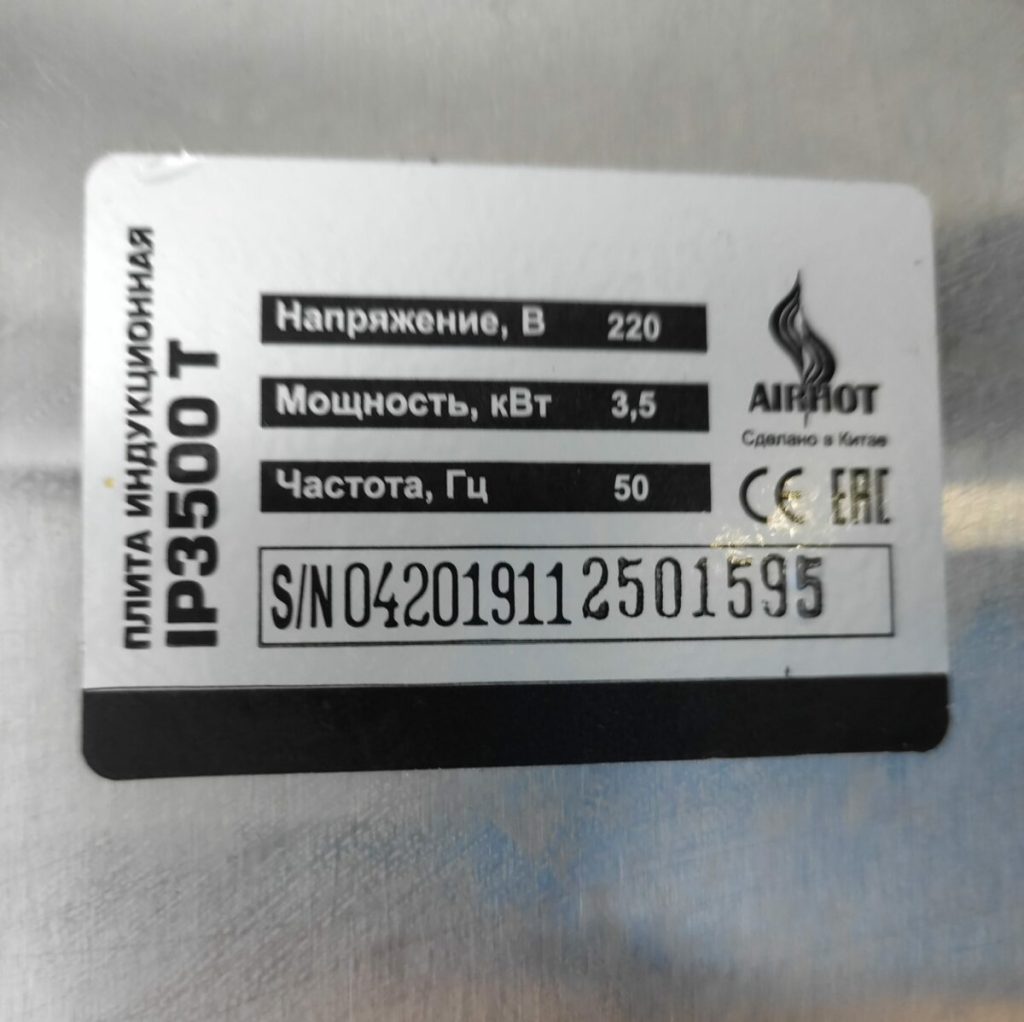 ПЛИТА ИНДУКЦИОННАЯ
IP3500 T
Напряжение, В 220
Мощность, кВт 3,5
Частота, Гц 50
AIRHOT
Сделано в Китае
CE EAC
S/N 04201911 2501595